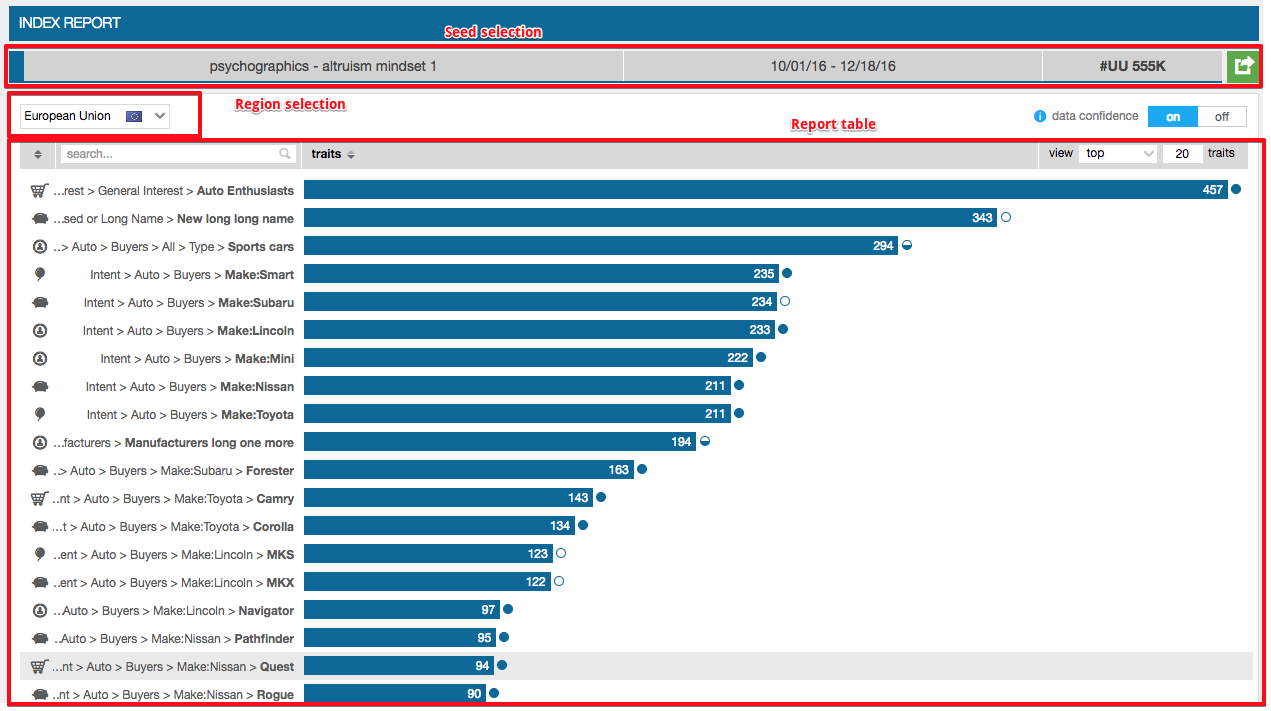 INDEX REPORT
Seed selection
psychographics - altruism mindset 1 10/01/16 - 12/18/16 #UU 555K
European Union Region selection data confidence on off
Report table
search... traits view top 20 traits
...rest > General Interest > Auto Enthusiasts 457
...sed or Long Name > New long long name 343
..> Auto > Buyers > All > Type > Sports cars 294
Intent > Auto > Buyers > Make:Smart 235
Intent > Auto > Buyers > Make:Subaru 234
Intent > Auto > Buyers > Make:Lincoln 233
Intent > Auto > Buyers > Make:Mini 222
Intent > Auto > Buyers > Make:Nissan 211
Intent > Auto > Buyers > Make:Toyota 211
...facturers > Manufacturers long one more 194
..> Auto > Buyers > Make:Subaru > Forester 163
..nt > Auto > Buyers > Make:Toyota > Camry 143
...t > Auto > Buyers > Make:Toyota > Corolla 134
..ent > Auto > Buyers > Make:Lincoln > MKS 123
..ent > Auto > Buyers > Make:Lincoln > MKX 122
..Auto > Buyers > Make:Lincoln > Navigator 97
..Auto > Buyers > Make:Nissan > Pathfinder 95
...nt > Auto > Buyers > Make:Nissan > Quest 94
..nt > Auto > Buyers > Make:Nissan > Rogue 90